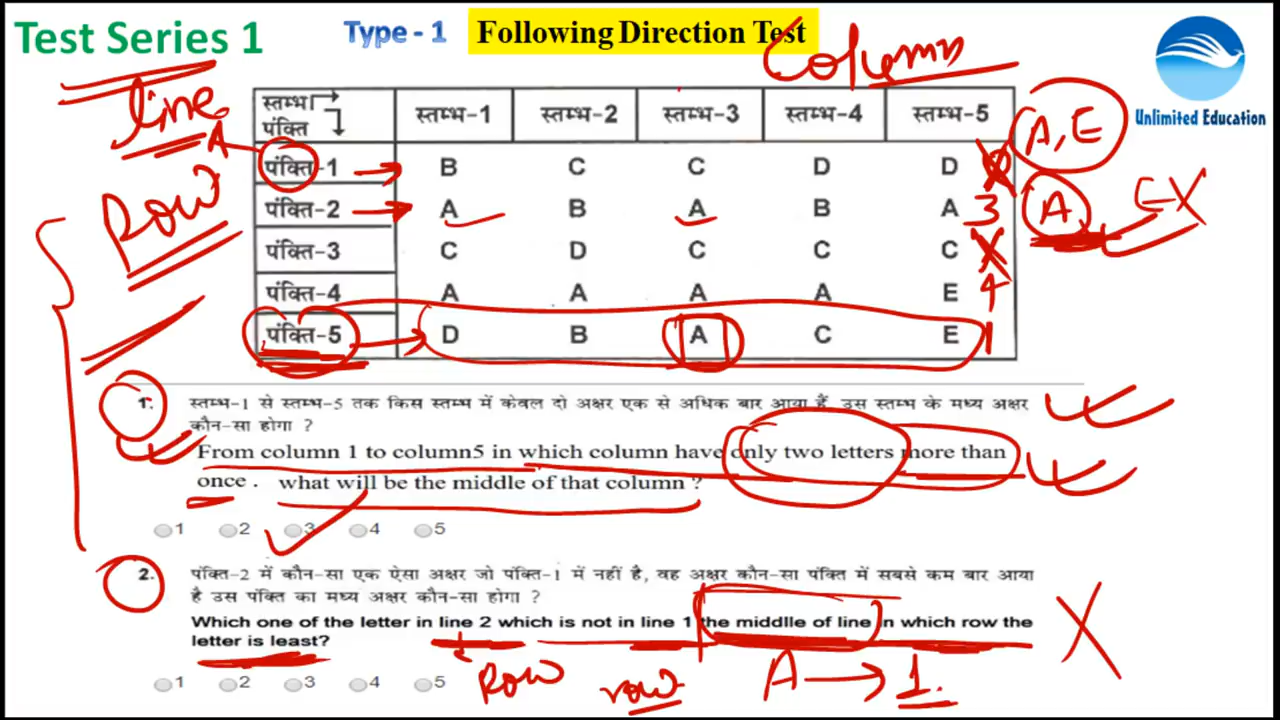 Test Series 1
Type - 1
Following Direction Test
Column
Unlimited Education
line
A
Row
A, E
A
E X
स्तम्भ
पंक्ति
स्तम्भ-1 स्तम्भ-2 स्तम्भ-3 स्तम्भ-4 स्तम्भ-5
पंक्ति-1 B C C D D
पंक्ति-2 A B A B A 3
पंक्ति-3 C D C C C X
पंक्ति-4 A A A A E 4
पंक्ति-5 D B A C E 1
1. स्तम्भ-1 से स्तम्भ-5 तक किस स्तम्भ में केवल दो अक्षर एक से अधिक बार आया हैं, उस स्तम्भ के मध्य अक्षर
कौन-सा होगा ?
From column 1 to column5 in which column have only two letters more than
once . what will be the middle of that column ?
1 2 3 4 5
2. पंक्ति-2 में कौन-सा एक ऐसा अक्षर जो पंक्ति-1 में नहीं है, वह अक्षर कौन-सा पंक्ति में सबसे कम बार आया
है उस पंक्ति का मध्य अक्षर कौन-सा होगा ?
Which one of the letter in line 2 which is not in line 1 the middlle of line in which row the
letter is least?
X
1 2 3 4 5
Row
row
A → 1.